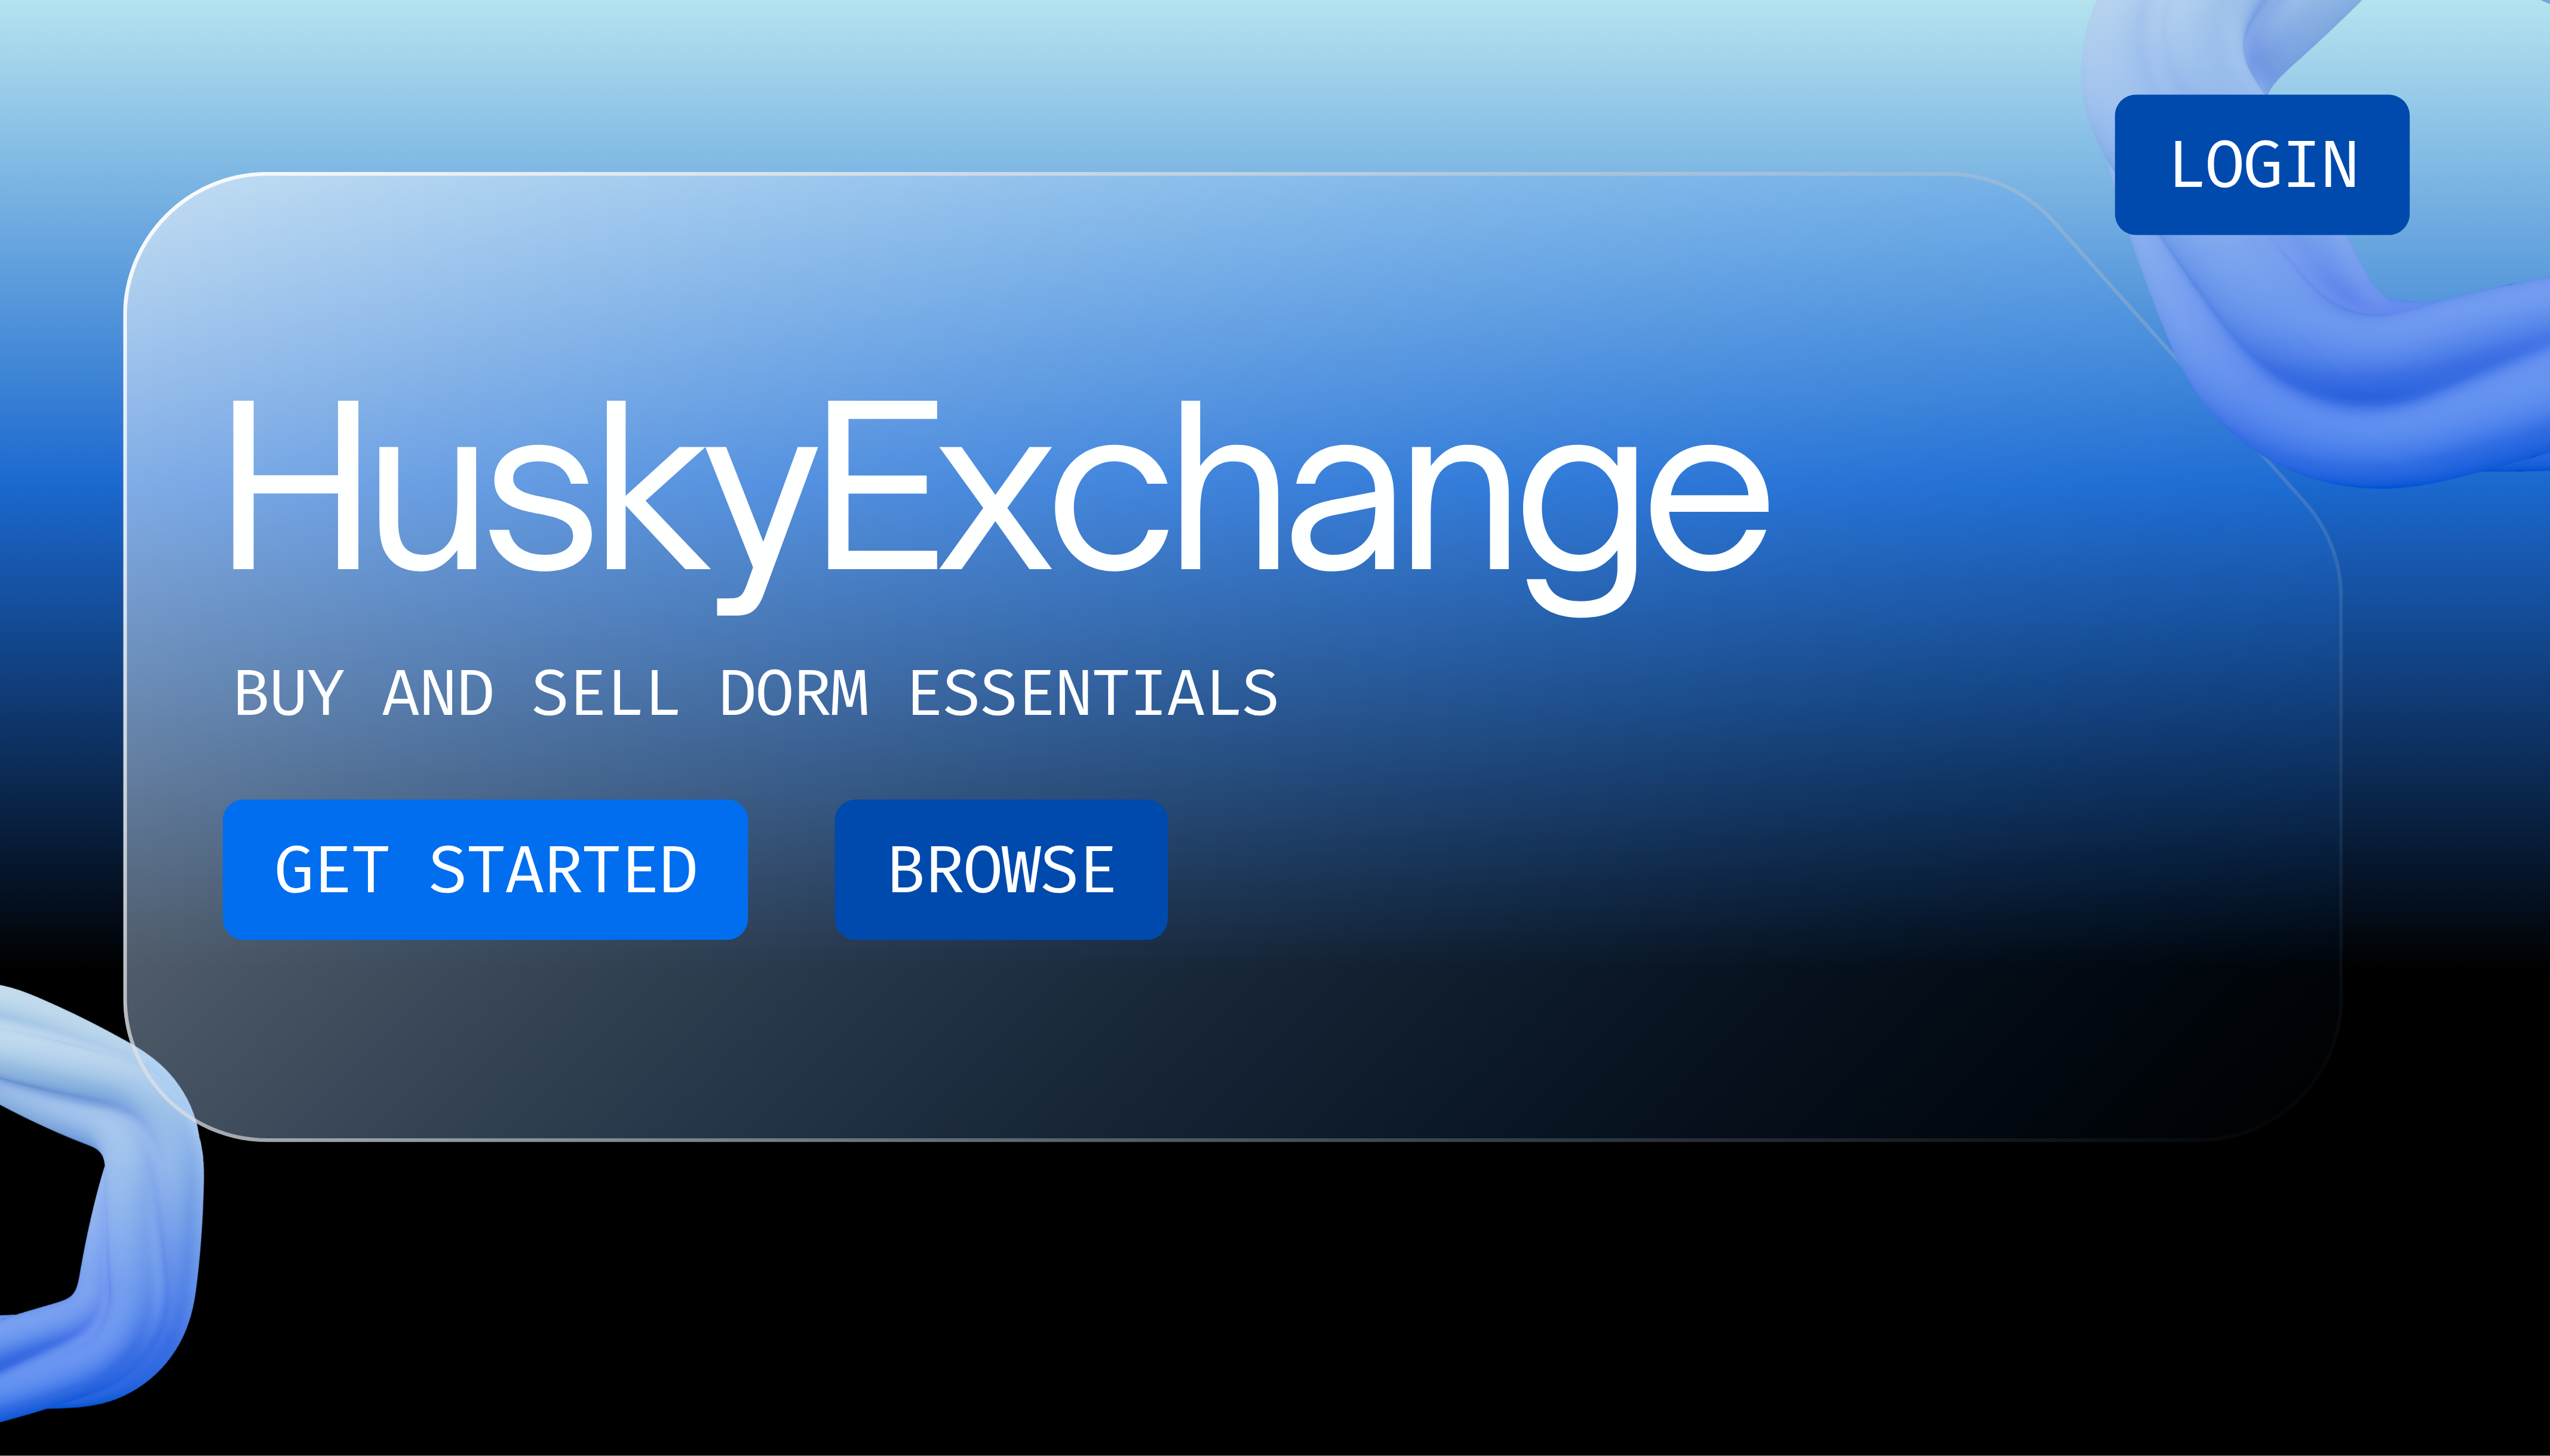 LOGIN
HuskyExchange
BUY AND SELL DORM ESSENTIALS
GET STARTED
BROWSE